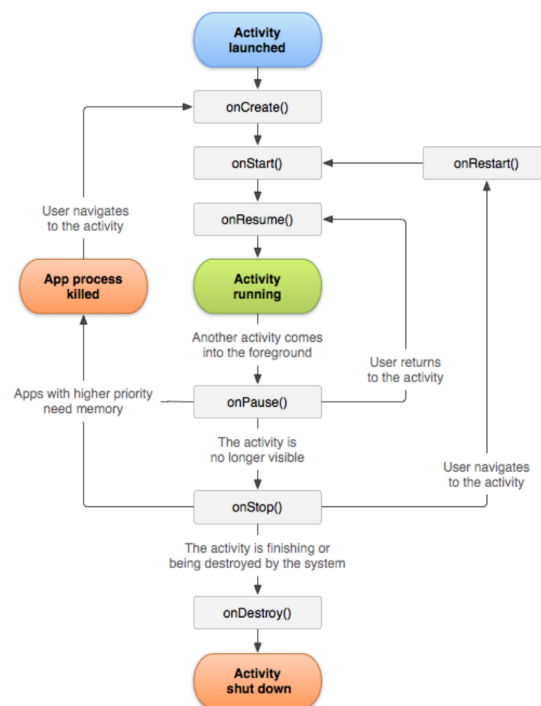 Activity
launched
onCreate()
onStart()
onRestart()
User navigates
to the activity
onResume()
App process
killed
Activity
running
Another activity comes
into the foreground
User returns
to the activity
Apps with higher priority
need memory
onPause()
The activity is
no longer visible
User navigates
to the activity
onStop()
The activity is finishing or
being destroyed by the system
onDestroy()
Activity
shut down